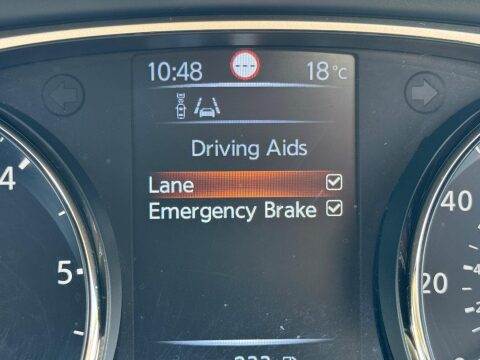 10:48 --- 18°C
Driving Aids
Lane
Emergency Brake
4
5
40
20